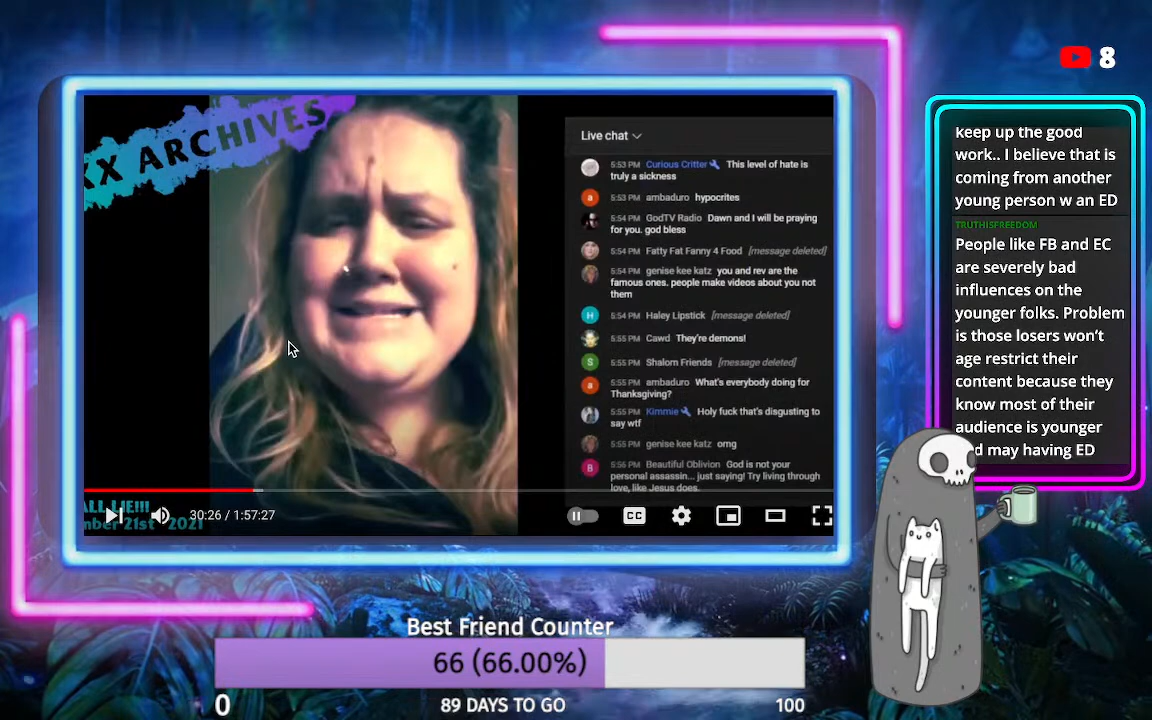 8
XX ARCHIVES
Live chat
5:53 PM Curious Critter This level of hate is
truly a sickness
5:53 PM ambaduro hypocrites
5:54 PM GodTV Radio Dawn and I will be praying
for you. god bless
5:54 PM Fatty Fat Fanny 4 Food [message deleted]
5:54 PM genise kee katz you and rev are the
famous ones. people make videos about you not
them
5:54 PM Haley Lipstick [message deleted]
5:55 PM Cawd They're demons!
5:55 PM Shalom Friends [message deleted]
5:55 PM ambaduro What's everybody doing for
Thanksgiving?
5:55 PM Kimmie Holy fuck that's disgusting to
say wtf
5:55 PM genise kee katz omg
5:56 PM Beautiful Oblivion God is not your
personal assassin... just saying! Try living through
love, like Jesus does.
ALL LIE!!!
mber 21st 2021
30:26 / 1:57:27
CC
keep up the good
work.. I believe that is
coming from another
young person w an ED
TRUTHISFREEDOM
People like FB and EC
are severely bad
influences on the
younger folks. Problem
is those losers won't
age restrict their
content because they
know most of their
audience is younger
d may having ED
Best Friend Counter
66 (66.00%)
0
89 DAYS TO GO
100